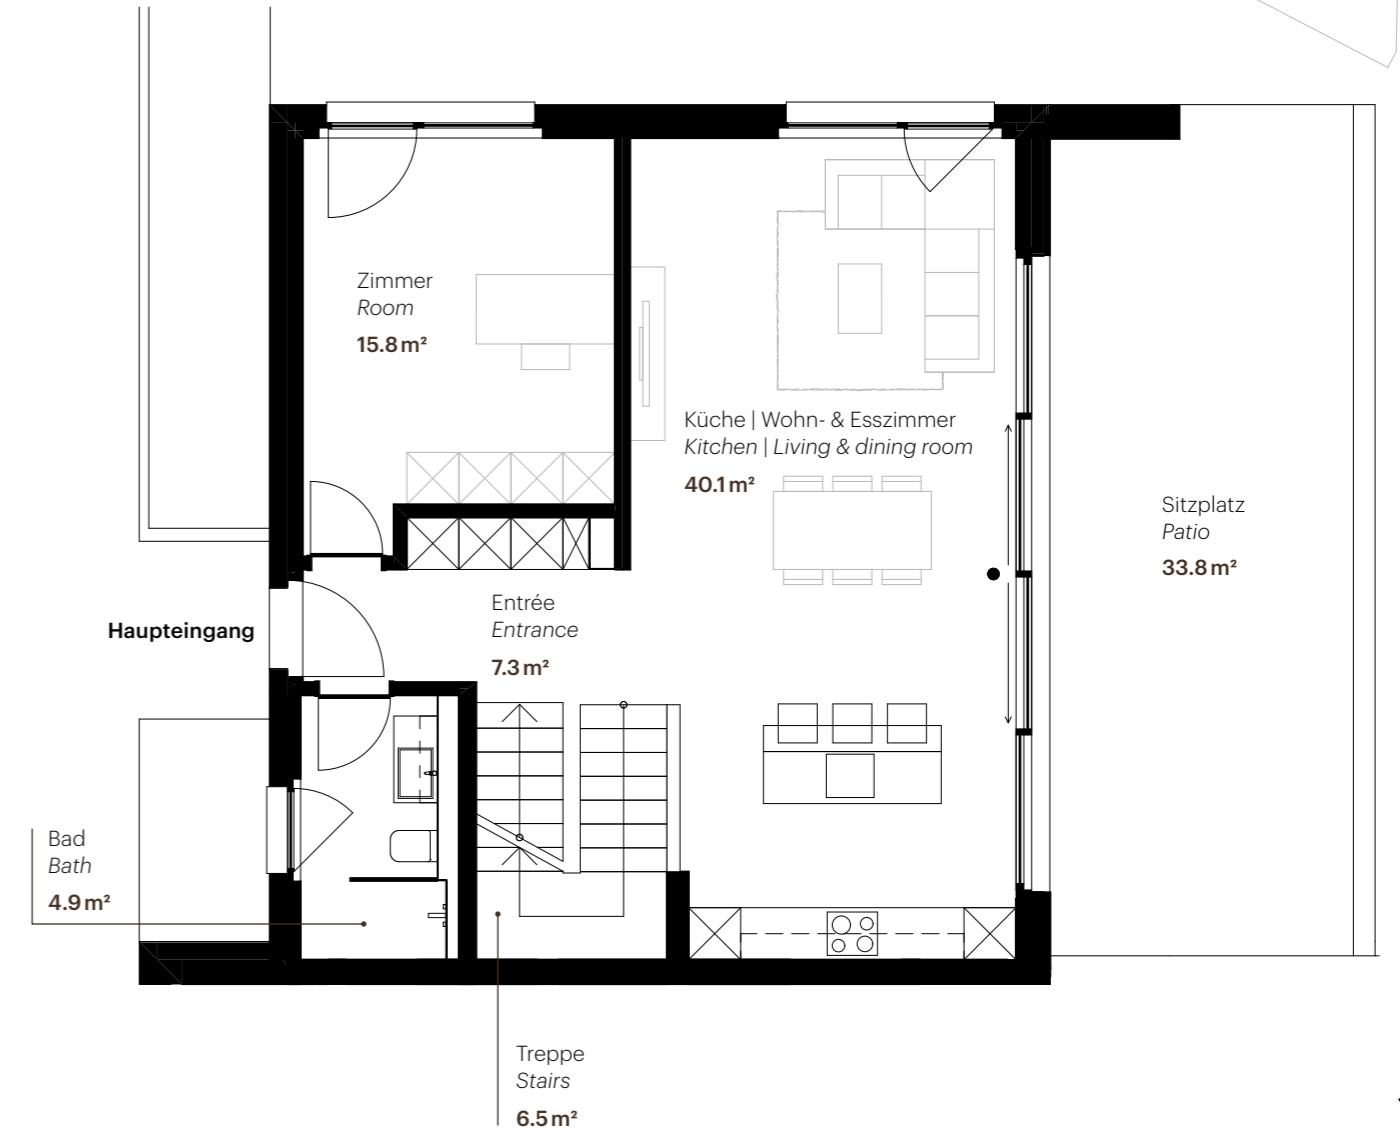 Zimmer
Room
15.8 m²
Küche | Wohn- & Esszimmer
Kitchen | Living & dining room
40.1 m²
Sitzplatz
Patio
33.8 m²
Entrée
Entrance
7.3 m²
Haupteingang
Bad
Bath
4.9 m²
Treppe
Stairs
6.5 m²